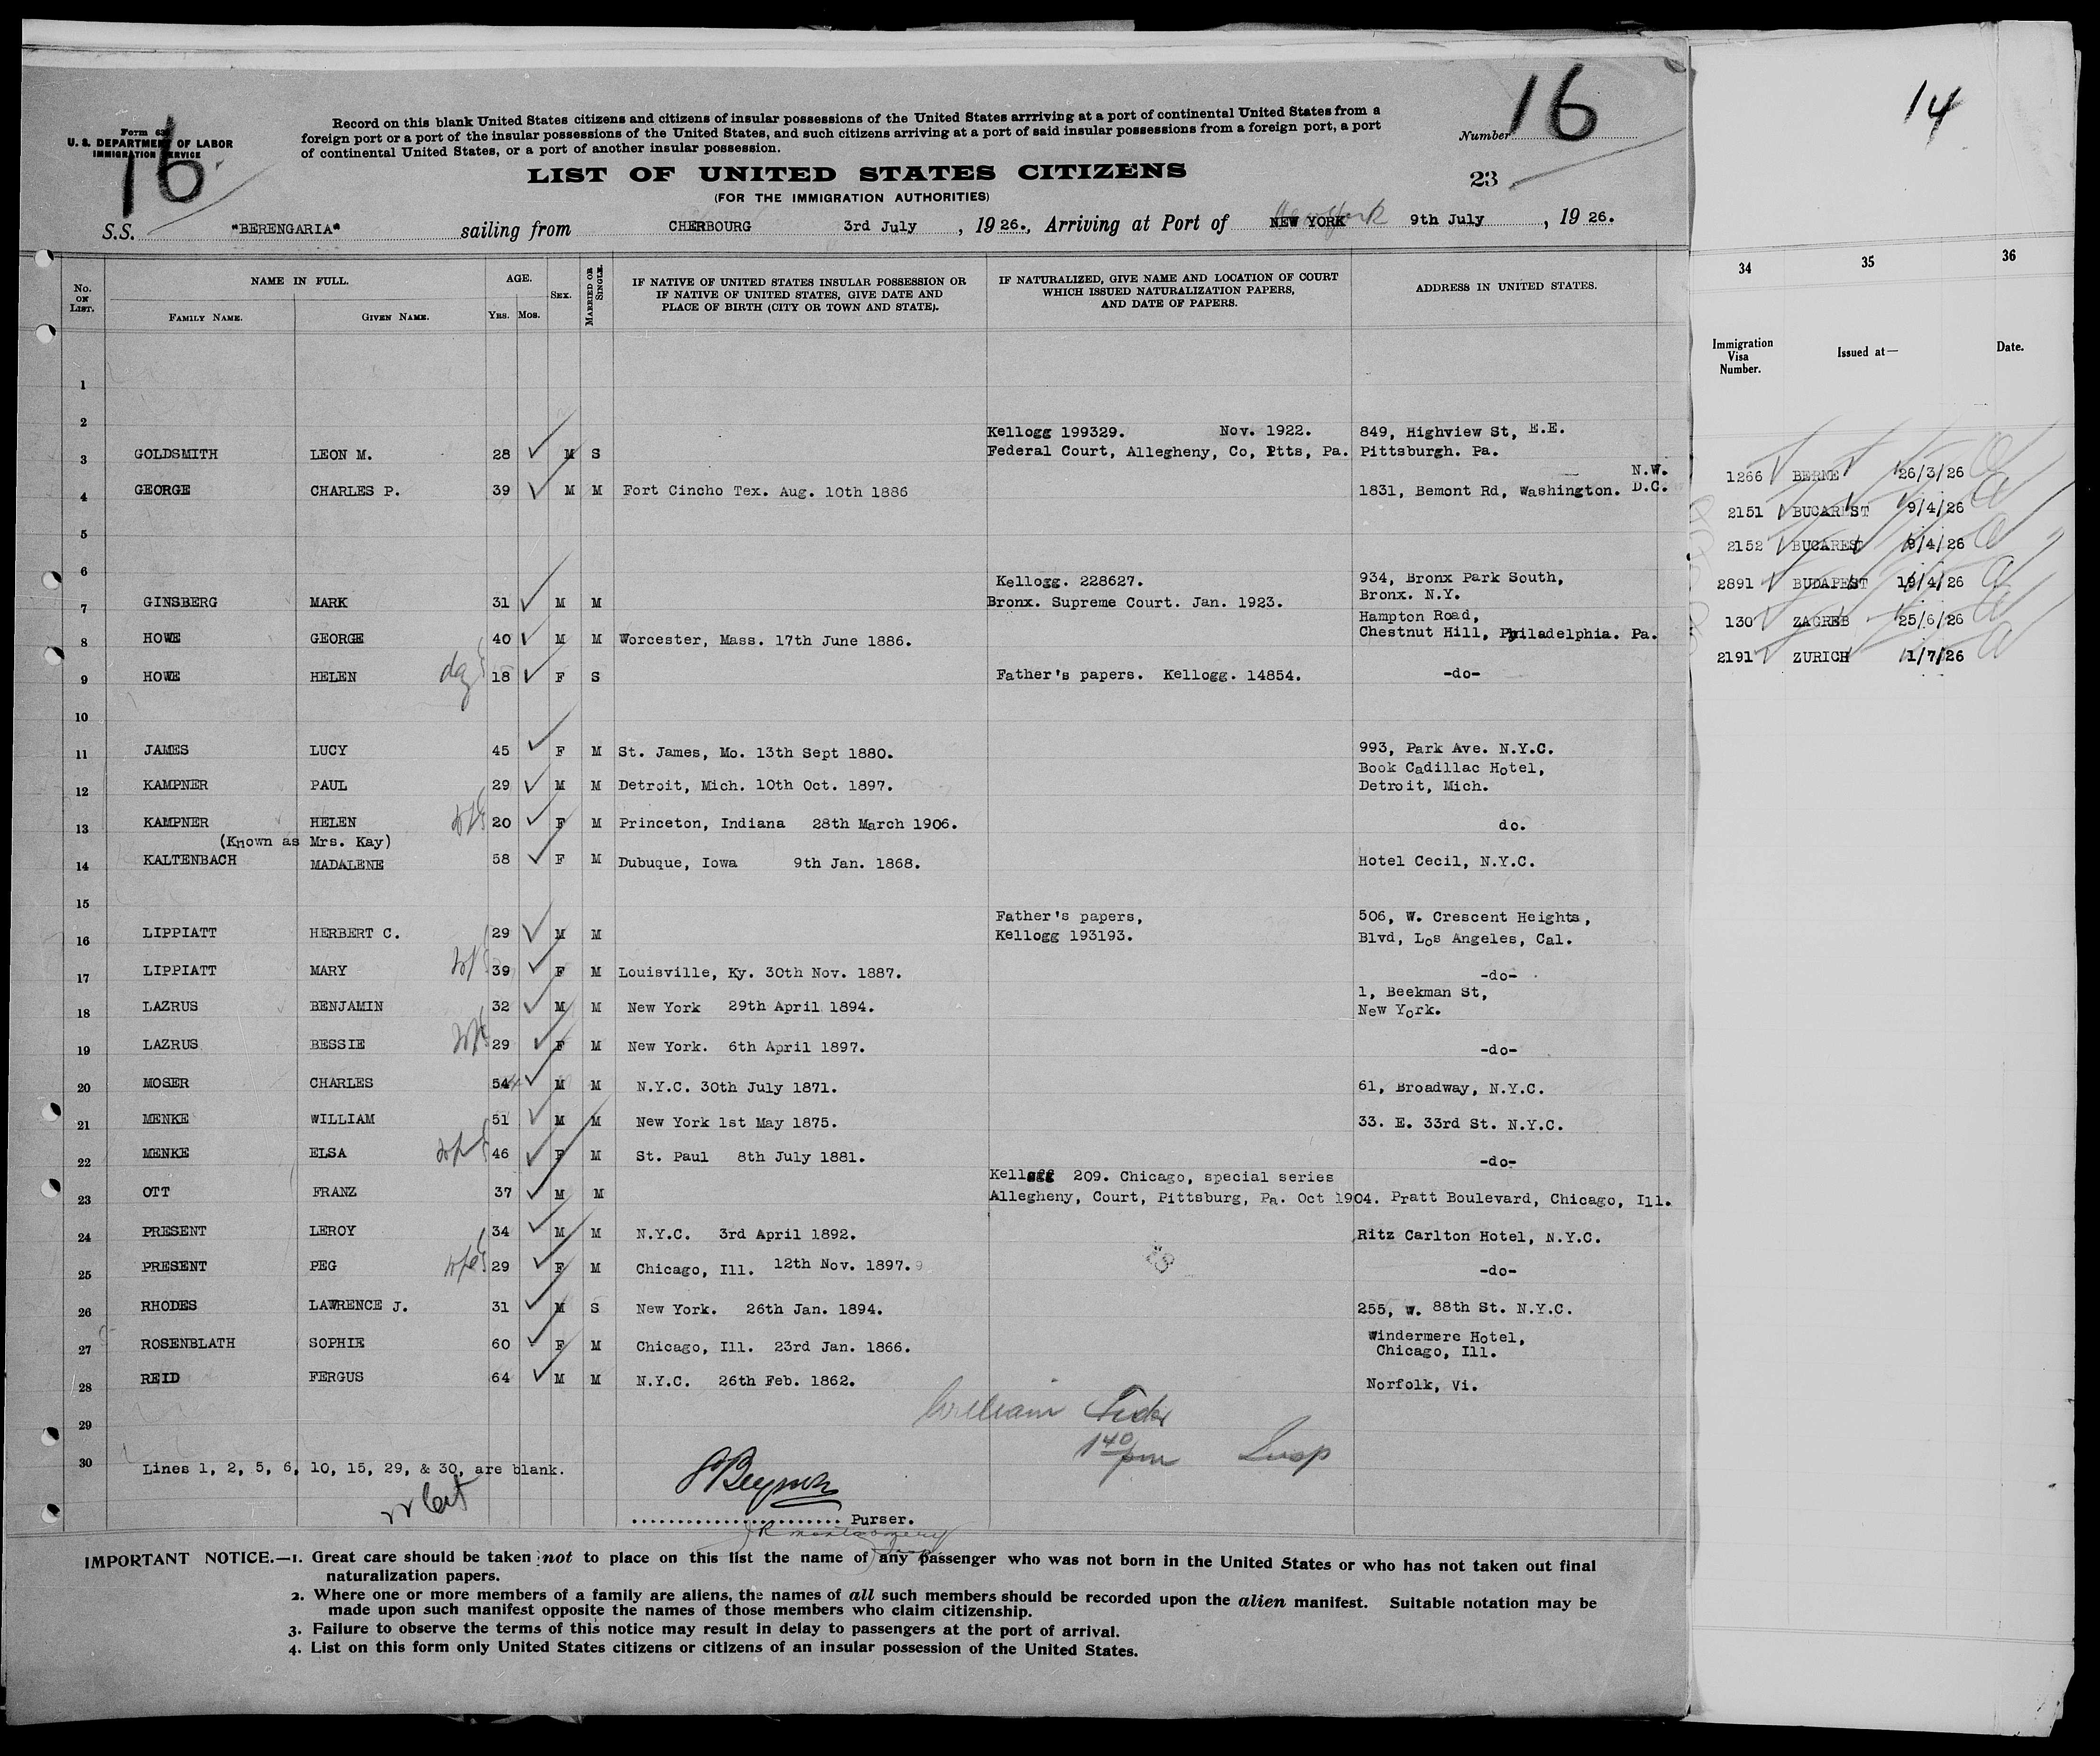 16
14
Form 630
U. S. DEPARTMENT OF LABOR
IMMIGRATION SERVICE
16
Record on this blank United States citizens and citizens of insular possessions of the United States arrriving at a port of continental United States from a
foreign port or a port of the insular possessions of the United States, and such citizens arriving at a port of said insular possessions from a foreign port, a port
of continental United States, or a port of another insular possession.
Number
LIST OF UNITED STATES CITIZENS
(FOR THE IMMIGRATION AUTHORITIES)
23
S.S. "BERENGARIA" sailing from CHERBOURG 3rd July, 1926., Arriving at Port of NEW YORK New York 9th July, 1926.
No. ON LIST.
NAME IN FULL.
FAMILY NAME. GIVEN NAME.
AGE.
YRS. MOS.
SEX.
MARRIED OR SINGLE.
IF NATIVE OF UNITED STATES INSULAR POSSESSION OR
IF NATIVE OF UNITED STATES, GIVE DATE AND
PLACE OF BIRTH (CITY OR TOWN AND STATE).
IF NATURALIZED, GIVE NAME AND LOCATION OF COURT
WHICH ISSUED NATURALIZATION PAPERS,
AND DATE OF PAPERS.
ADDRESS IN UNITED STATES.
1
2
Kellogg 199329. Nov. 1922. 849, Highview St, E.E.
3 GOLDSMITH LEON M. 28 M S Federal Court, Allegheny, Co, Ptts, Pa. Pittsburgh. Pa.
N.W.
4 GEORGE CHARLES P. 39 M M Fort Cincho Tex. Aug. 10th 1886 1831, Bemont Rd, Washington. D.C.
5
6
Kellogg. 228627. 934, Bronx Park South,
7 GINSBERG MARK 31 M M Bronx. Supreme Court. Jan. 1923. Bronx. N.Y.
Hampton Road,
8 HOWE GEORGE 40 M M Worcester, Mass. 17th June 1886. Chestnut Hill, Philadelphia. Pa.
9 HOWE HELEN 18 F S Father's papers. Kellogg. 14854. -do-
10
11 JAMES LUCY 45 F M St. James, Mo. 13th Sept 1880. 993, Park Ave. N.Y.C.
Book Cadillac Hotel,
12 KAMPNER PAUL 29 M M Detroit, Mich. 10th Oct. 1897. Detroit, Mich.
13 KAMPNER HELEN 20 F M Princeton, Indiana 28th March 1906. do.
(Known as Mrs. Kay)
14 KALTENBACH MADALENE 58 F M Dubuque, Iowa 9th Jan. 1868. Hotel Cecil, N.Y.C.
15
Father's papers, 506, W. Crescent Heights,
16 LIPPIATT HERBERT C. 29 M M Kellogg 193193. Blvd, Los Angeles, Cal.
17 LIPPIATT MARY 39 F M Louisville, Ky. 30th Nov. 1887. -do-
1, Beekman St,
18 LAZRUS BENJAMIN 32 M M New York 29th April 1894. New York.
19 LAZRUS BESSIE 29 F M New York. 6th April 1897. -do-
20 MOSER CHARLES 54 M M N.Y.C. 30th July 1871. 61, Broadway, N.Y.C.
21 MENKE WILLIAM 51 M M New York 1st May 1875. 33. E. 33rd St. N.Y.C.
22 MENKE ELSA 46 F M St. Paul 8th July 1881. -do-
Kellogg 209. Chicago, special series
23 OTT FRANZ 37 M M Allegheny, Court, Pittsburg, Pa. Oct 1904. Pratt Boulevard, Chicago, Ill.
24 PRESENT LEROY 34 M M N.Y.C. 3rd April 1892. Ritz Carlton Hotel, N.Y.C.
25 PRESENT PEG 29 F M Chicago, Ill. 12th Nov. 1897. -do-
26 RHODES LAWRENCE J. 31 M S New York. 26th Jan. 1894. 255, W. 88th St. N.Y.C.
Windermere Hotel,
27 ROSENBLATH SOPHIE 60 F M Chicago, Ill. 23rd Jan. 1866. Chicago, Ill.
28 REID FERGUS 64 M M N.Y.C. 26th Feb. 1862. Norfolk, Vi.
William
29
140 pm Insp
30 Lines 1, 2, 5, 6, 10, 15, 29, & 30, are blank.
Purser.
IMPORTANT NOTICE.—1. Great care should be taken not to place on this list the name of any passenger who was not born in the United States or who has not taken out final
naturalization papers.
2. Where one or more members of a family are aliens, the names of all such members should be recorded upon the alien manifest. Suitable notation may be
made upon such manifest opposite the names of those members who claim citizenship.
3. Failure to observe the terms of this notice may result in delay to passengers at the port of arrival.
4. List on this form only United States citizens or citizens of an insular possession of the United States.
34 35 36
Immigration Visa Number. Issued at— Date.
1266 BERNE 26/3/26
2151 BUCAREST 9/4/26
2152 BUCAREST 9/4/26
2891 BUDAPEST 19/4/26
130 ZAGREB 25/6/26
2191 ZURICH 1/7/26